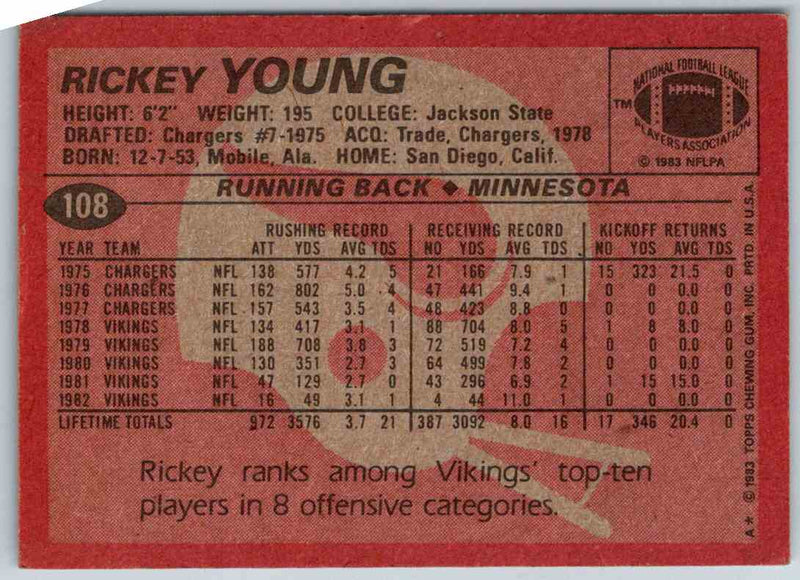 RICKEY YOUNG
HEIGHT: 6'2" WEIGHT: 195 COLLEGE: Jackson State
DRAFTED: Chargers #7-1975 ACQ: Trade, Chargers, 1978
BORN: 12-7-53, Mobile, Ala. HOME: San Diego, Calif.
NATIONAL FOOTBALL LEAGUE
TM
PLAYERS ASSOCIATION
© 1983 NFLPA
108
RUNNING BACK ◆ MINNESOTA
RUSHING RECORD RECEIVING RECORD KICKOFF RETURNS
YEAR TEAM ATT YDS AVG TDS NO YDS AVG TDS NO YDS AVG TDS
1975 CHARGERS NFL 138 577 4.2 5 21 166 7.9 1 15 323 21.5 0
1976 CHARGERS NFL 162 802 5.0 4 47 441 9.4 1 0 0 0 0
1977 CHARGERS NFL 157 543 3.5 4 48 423 8.8 0 0 0 0 0
1978 VIKINGS NFL 134 417 3.1 1 88 704 8.0 5 1 8 8.0 0
1979 VIKINGS NFL 188 708 3.8 3 72 519 7.2 4 0 0 0 0
1980 VIKINGS NFL 130 351 2.7 3 64 499 7.8 2 0 0 0 0
1981 VIKINGS NFL 47 129 2.7 0 43 296 6.9 2 1 15 15.0 0
1982 VIKINGS NFL 16 49 3.1 1 4 44 11.0 1 0 0 0 0
LIFETIME TOTALS 972 3576 3.7 21 387 3092 8.0 16 17 346 20.4 0
Rickey ranks among Vikings' top-ten
players in 8 offensive categories.
A* © 1983 TOPPS CHEWING GUM, INC. PRTD. IN U.S.A.